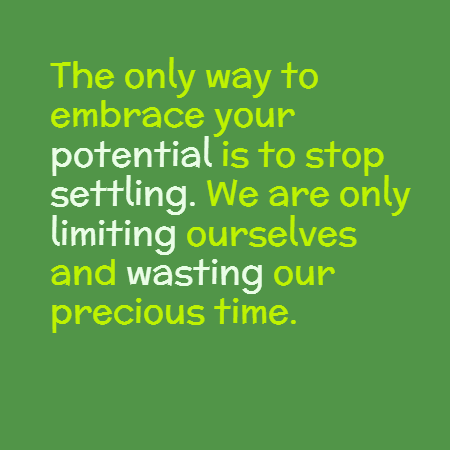 The only way to
embrace your
potential is to stop
settling. We are only
limiting ourselves
and wasting our
precious time.